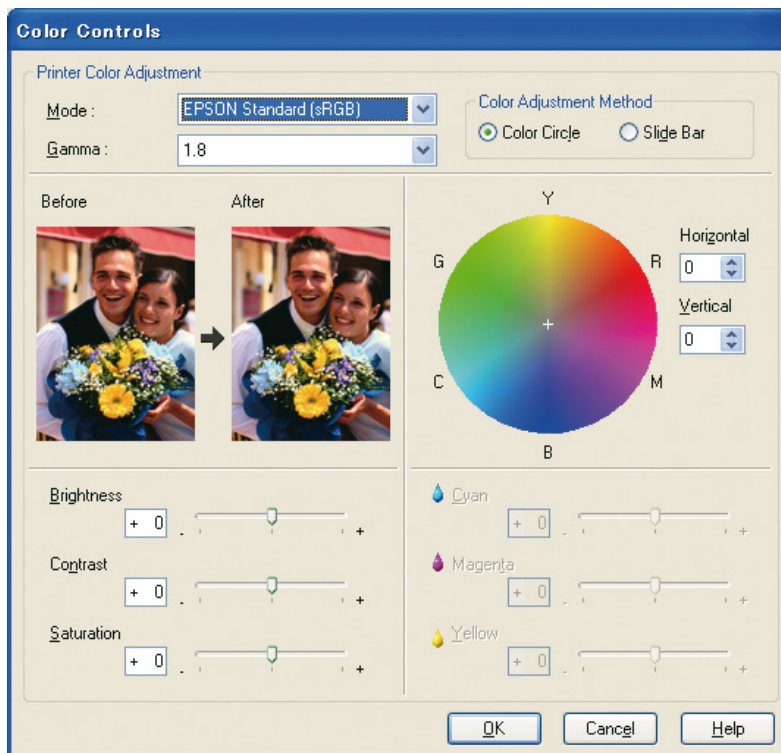 Color Controls
Printer Color Adjustment
Mode :
EPSON Standard (sRGB)
Gamma :
1.8
Color Adjustment Method
Color Circle
Slide Bar
Before
After
Y
G
R
C
M
B
Horizontal
0
Vertical
0
Brightness
+ 0
- +
Contrast
+ 0
- +
Saturation
+ 0
- +
Cyan
+ 0
- +
Magenta
+ 0
- +
Yellow
+ 0
- +
OK
Cancel
Help